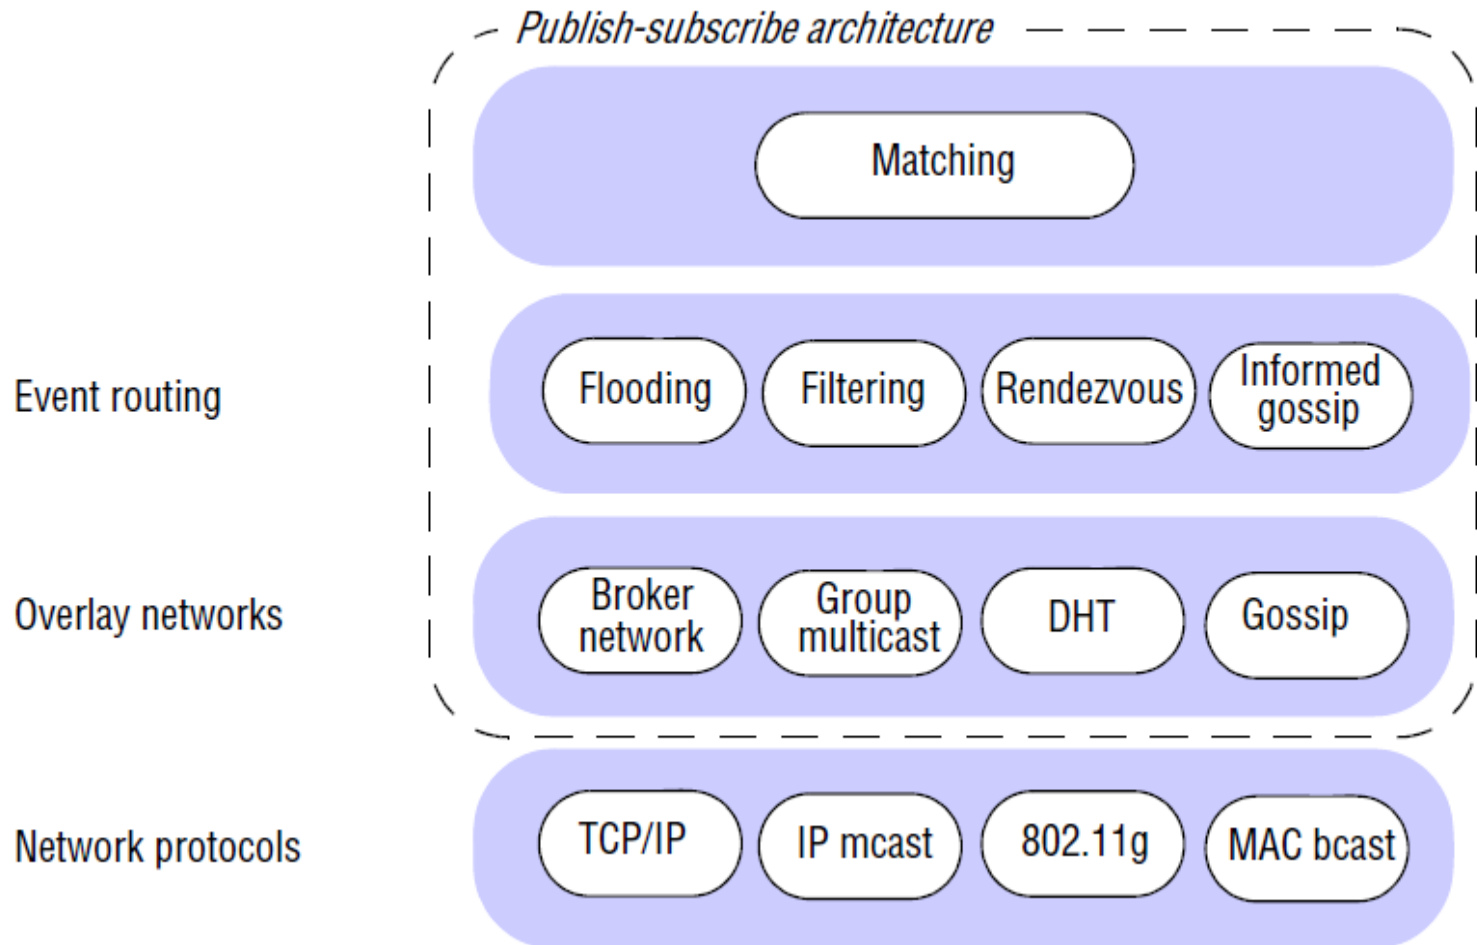 Publish-subscribe architecture
Matching
Event routing
Flooding
Filtering
Rendezvous
Informed
gossip
Overlay networks
Broker
network
Group
multicast
DHT
Gossip
Network protocols
TCP/IP
IP mcast
802.11g
MAC bcast